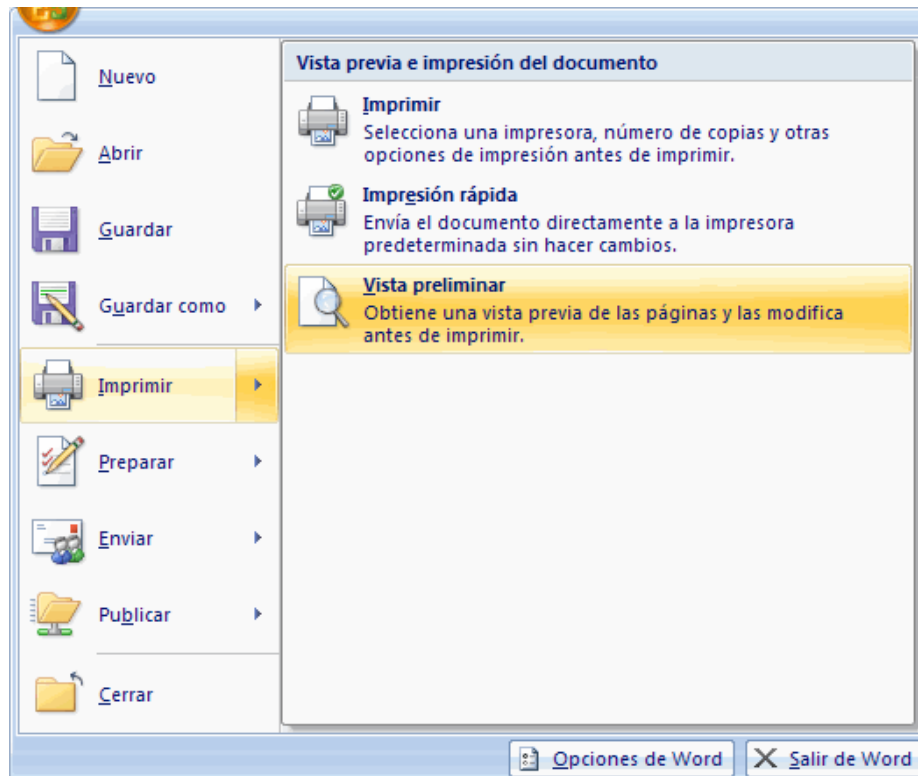 Nuevo
Abrir
Guardar
Guardar como
Imprimir
Preparar
Enviar
Publicar
Cerrar
Vista previa e impresión del documento
Imprimir
Selecciona una impresora, número de copias y otras
opciones de impresión antes de imprimir.
Impresión rápida
Envía el documento directamente a la impresora
predeterminada sin hacer cambios.
Vista preliminar
Obtiene una vista previa de las páginas y las modifica
antes de imprimir.
Opciones de Word
Salir de Word